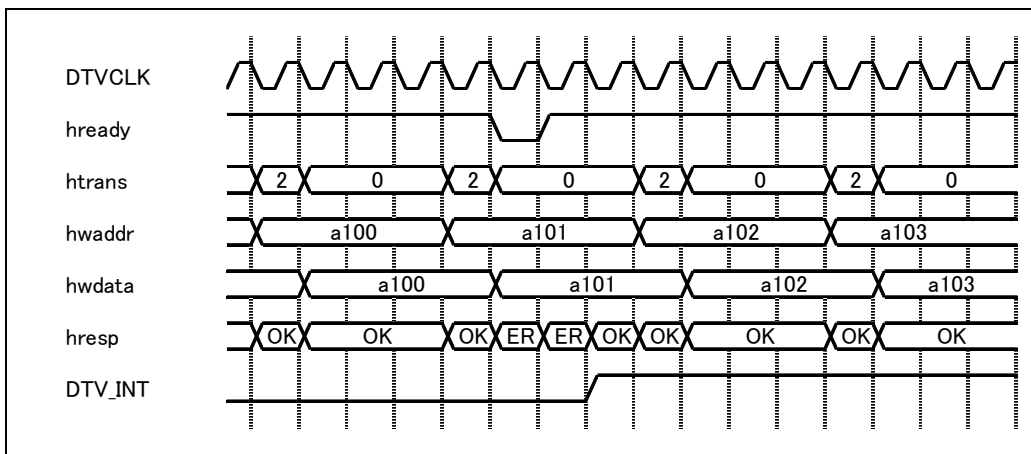 DTVCLK
hready
htrans 2 0 2 0 2 0 2 0
hwaddr a100 a101 a102 a103
hwdata a100 a101 a102 a103
hresp OK OK OK ER ER OK OK OK OK OK
DTV_INT